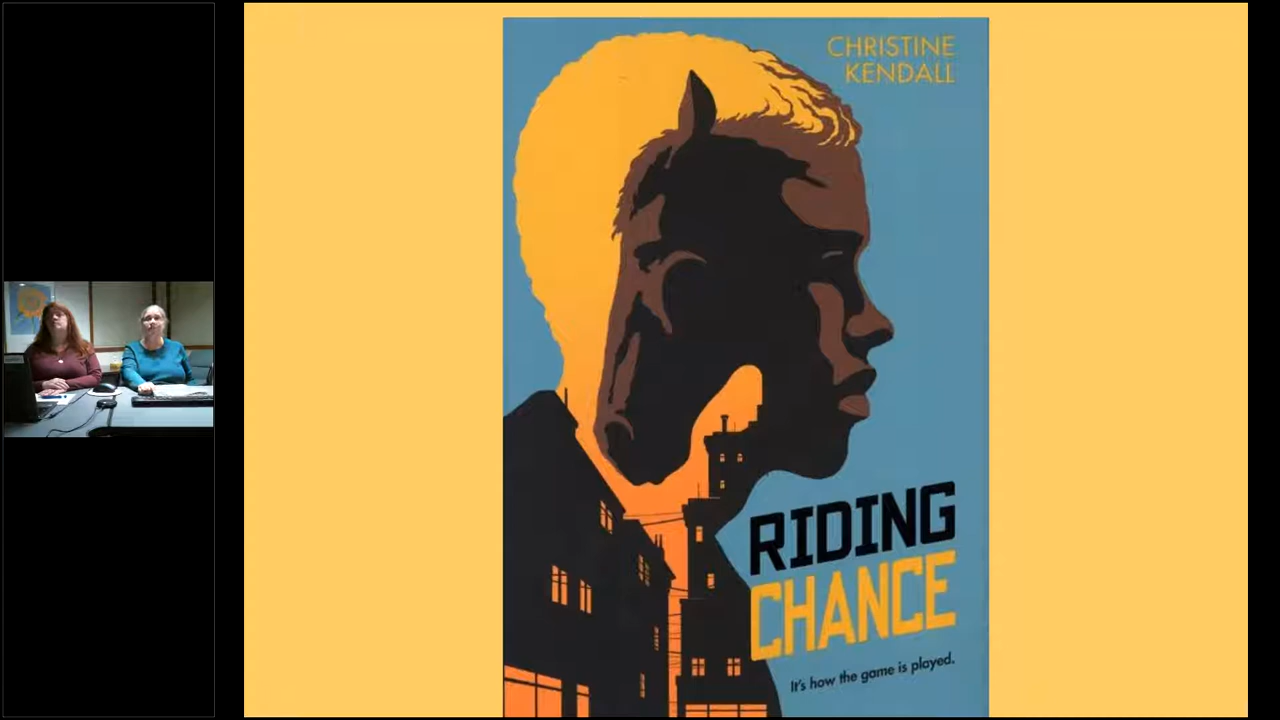 CHRISTINE
KENDALL
RIDING
CHANCE
It's how the game is played.